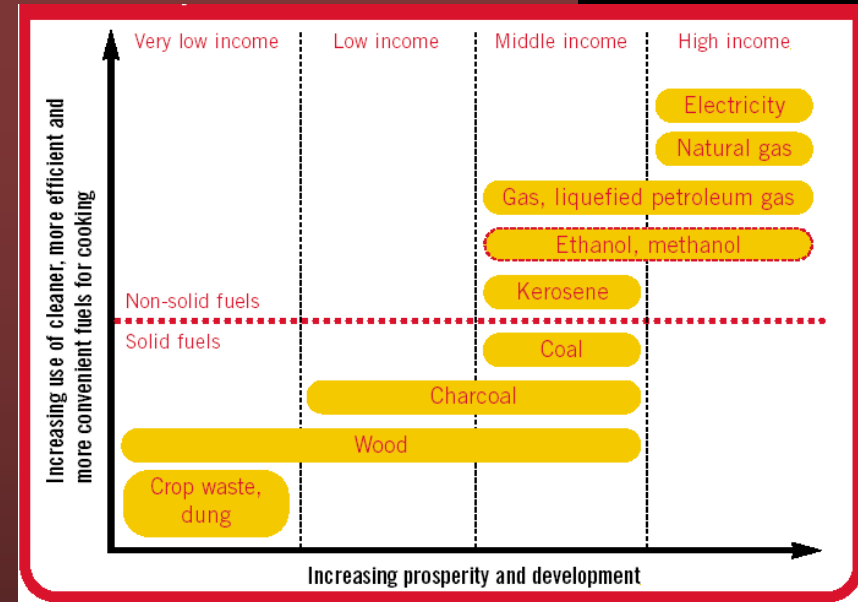 Very low income
Low income
Middle income
High income
Increasing use of cleaner, more efficient and
more convenient fuels for cooking
Electricity
Natural gas
Gas, liquefied petroleum gas
Ethanol, methanol
Kerosene
Non-solid fuels
Solid fuels
Coal
Charcoal
Wood
Crop waste,
dung
Increasing prosperity and development